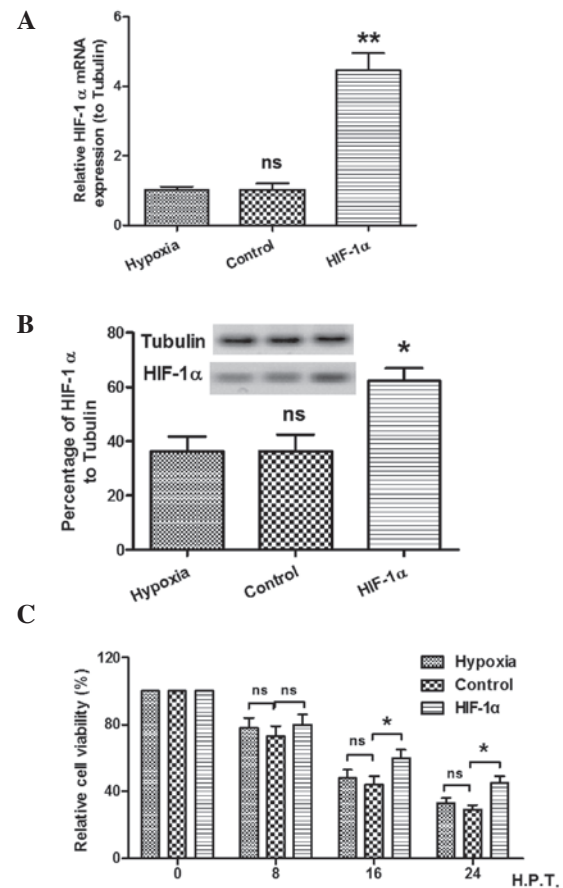 A
Relative HIF-1 α mRNA
expression (to Tubulin)
6
4
2
0
**
ns
Hypoxia
Control
HIF-1α
B
Percentage of HIF-1 α
to Tubulin
80
60
40
20
0
Tubulin
HIF-1α
*
ns
Hypoxia
Control
HIF-1α
C
Relative cell viability (%)
120
80
40
0
Hypoxia
Control
HIF-1α
ns ns
ns *
ns *
0 8 16 24 H.P.T.